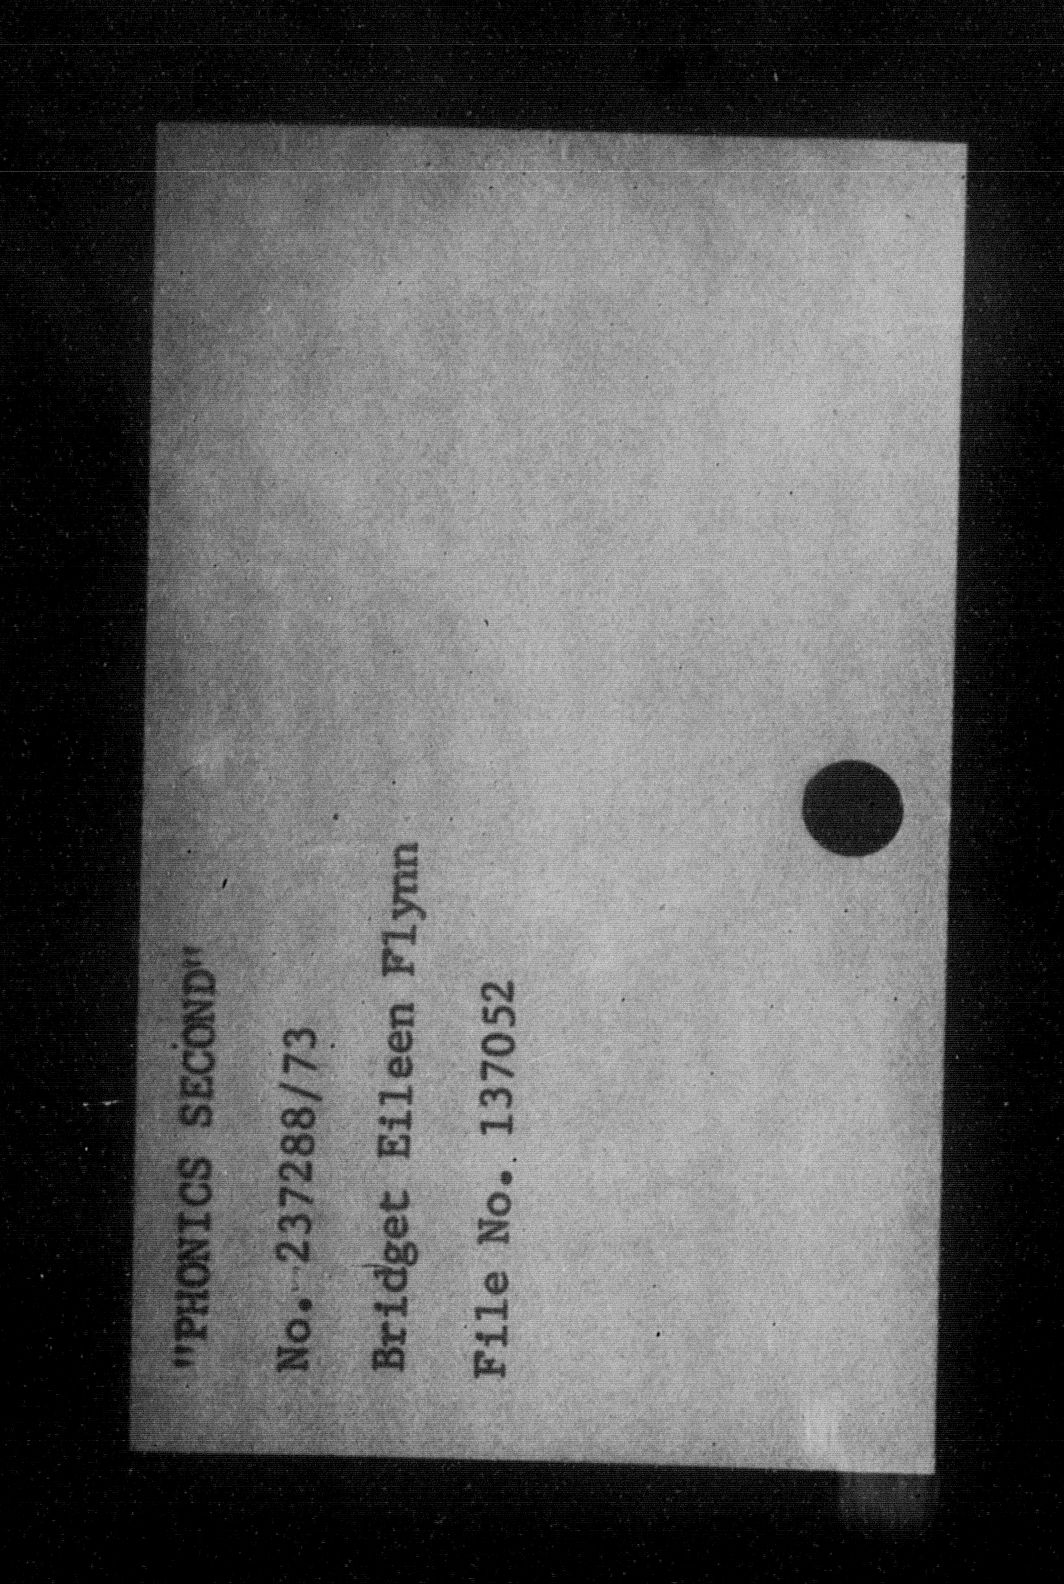 "PHONICS SECOND"
No. 237288/73
Bridget Eileen Flynn
File No. 137052